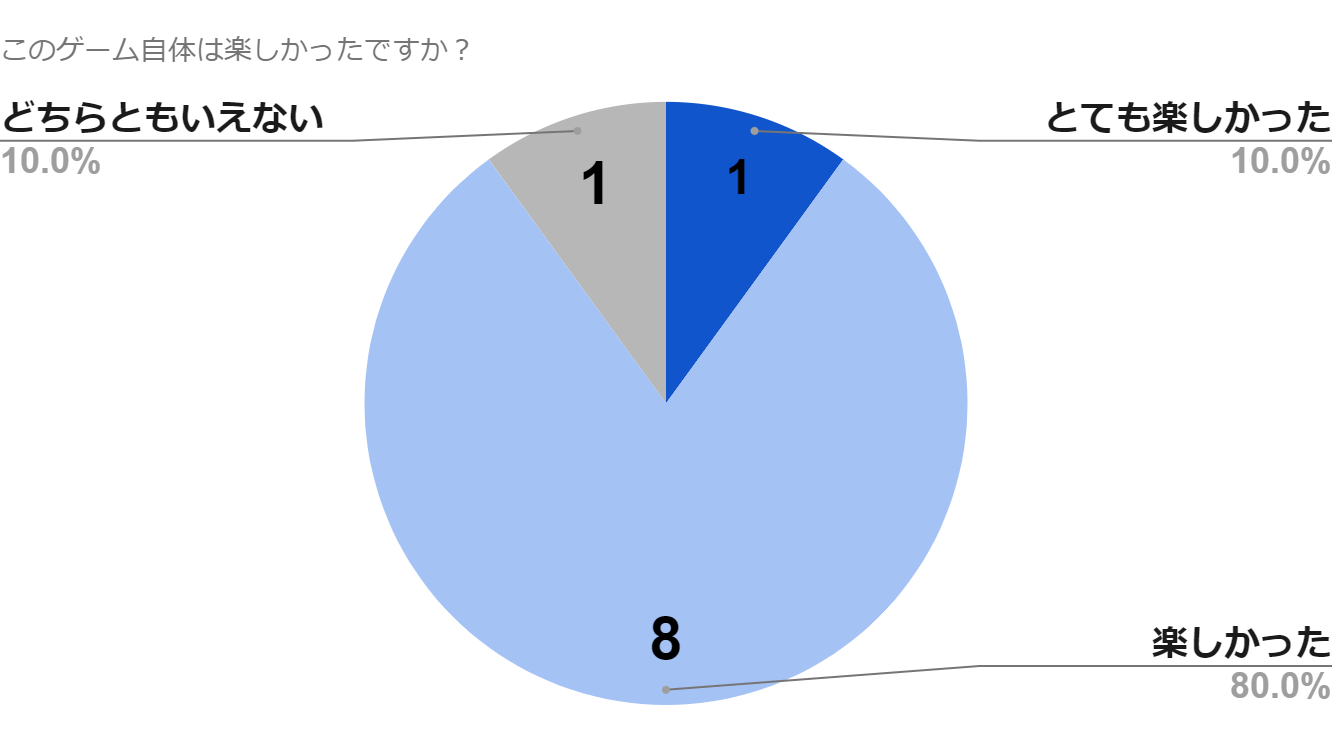 このゲーム自体は楽しかったですか？
どちらともいえない
10.0%
とても楽しかった
10.0%
1
1
8
楽しかった
80.0%